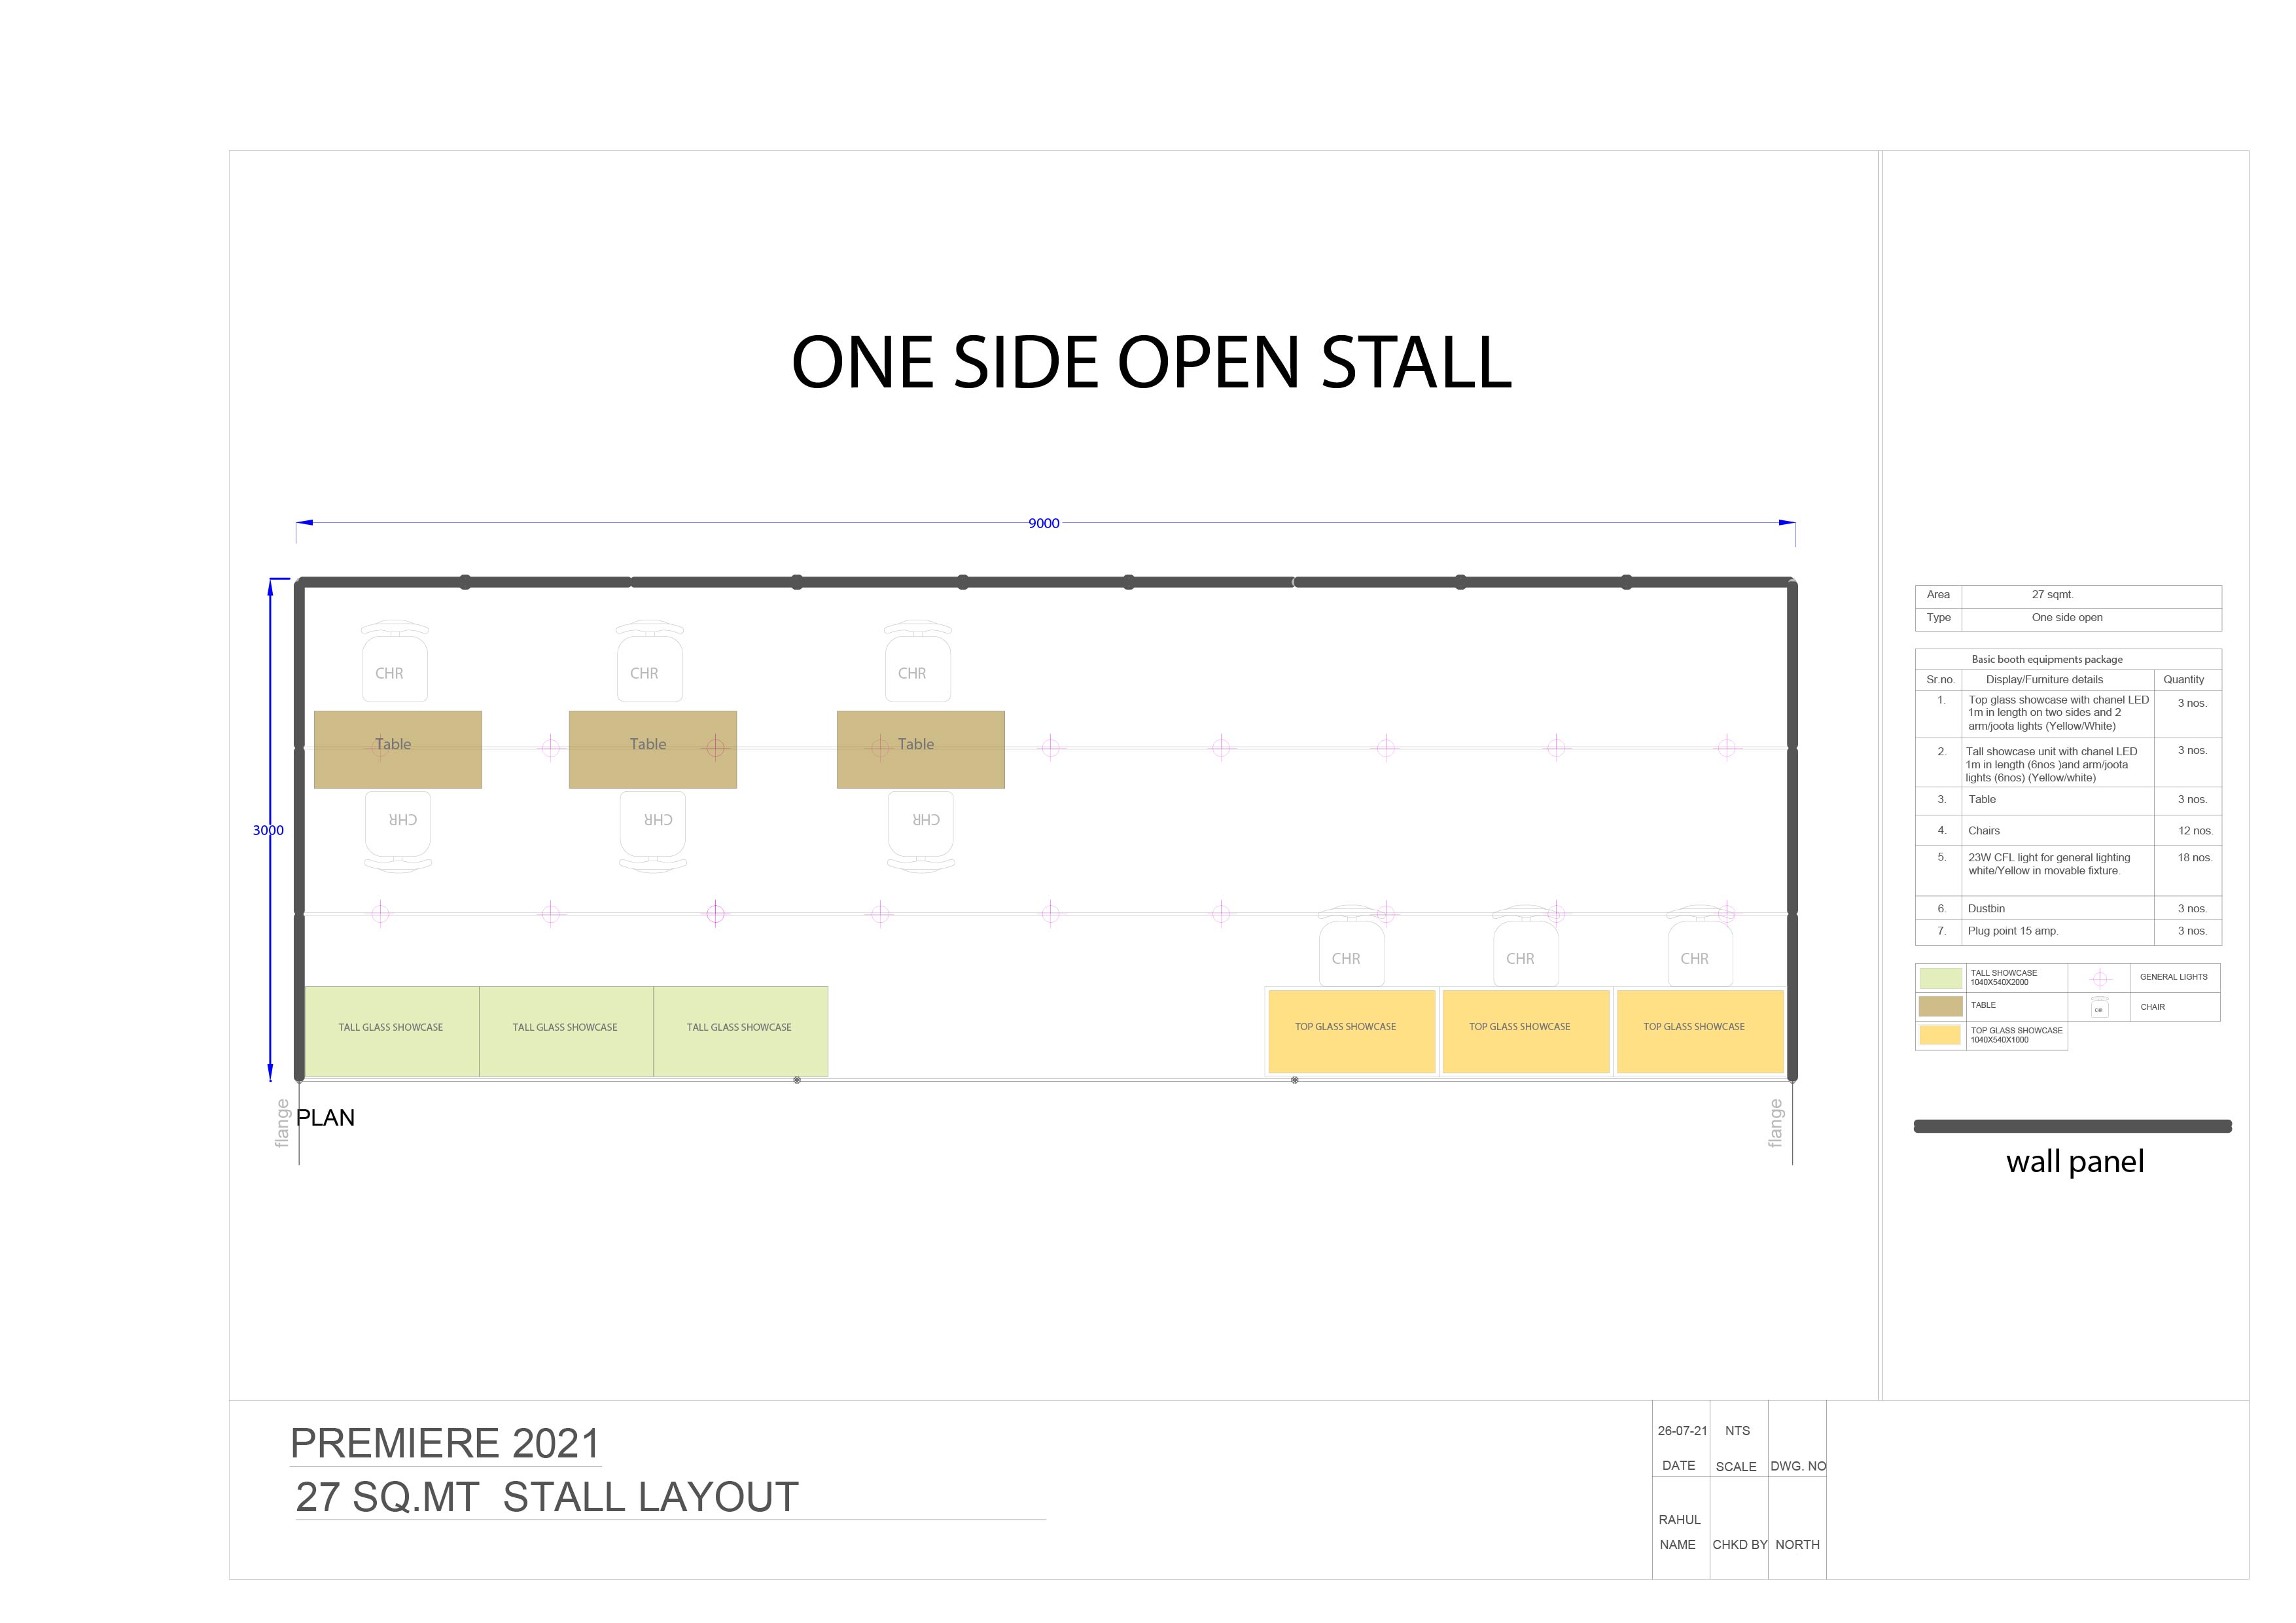 ONE SIDE OPEN STALL
9000
3000
CHR
CHR
CHR
Table
Table
Table
CHR
CHR
CHR
CHR
CHR
CHR
TALL GLASS SHOWCASE
TALL GLASS SHOWCASE
TALL GLASS SHOWCASE
TOP GLASS SHOWCASE
TOP GLASS SHOWCASE
TOP GLASS SHOWCASE
flange
PLAN
flange
Area 27 sqmt.
Type One side open
Basic booth equipments package
Sr.no. Display/Furniture details Quantity
1. Top glass showcase with chanel LED 3 nos.
1m in length on two sides and 2
arm/joota lights (Yellow/White)
2. Tall showcase unit with chanel LED 3 nos.
1m in length (6nos )and arm/joota
lights (6nos) (Yellow/white)
3. Table 3 nos.
4. Chairs 12 nos.
5. 23W CFL light for general lighting 18 nos.
white/Yellow in movable fixture.
6. Dustbin 3 nos.
7. Plug point 15 amp. 3 nos.
TALL SHOWCASE
1040X540X2000
GENERAL LIGHTS
TABLE
CHR
CHAIR
TOP GLASS SHOWCASE
1040X540X1000
wall panel
PREMIERE 2021
27 SQ.MT STALL LAYOUT
26-07-21 NTS
DATE SCALE DWG. NO
RAHUL
NAME CHKD BY NORTH